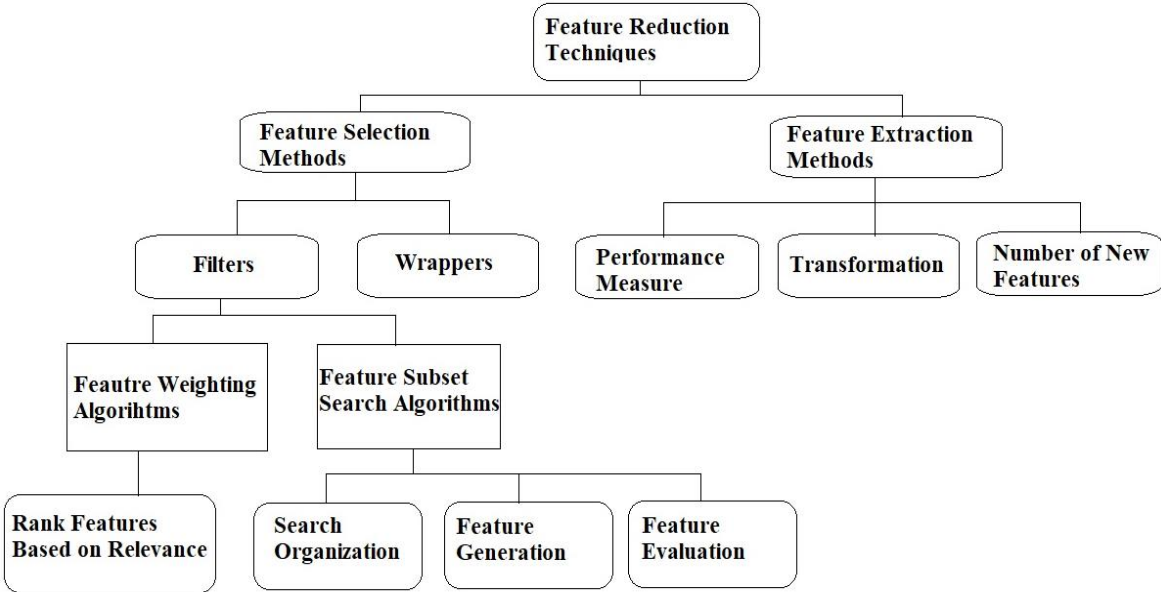 Feature Reduction
Techniques
Feature Selection
Methods
Feature Extraction
Methods
Filters
Wrappers
Performance
Measure
Transformation
Number of New
Features
Feautre Weighting
Algorihtms
Feature Subset
Search Algorithms
Rank Features
Based on Relevance
Search
Organization
Feature
Generation
Feature
Evaluation